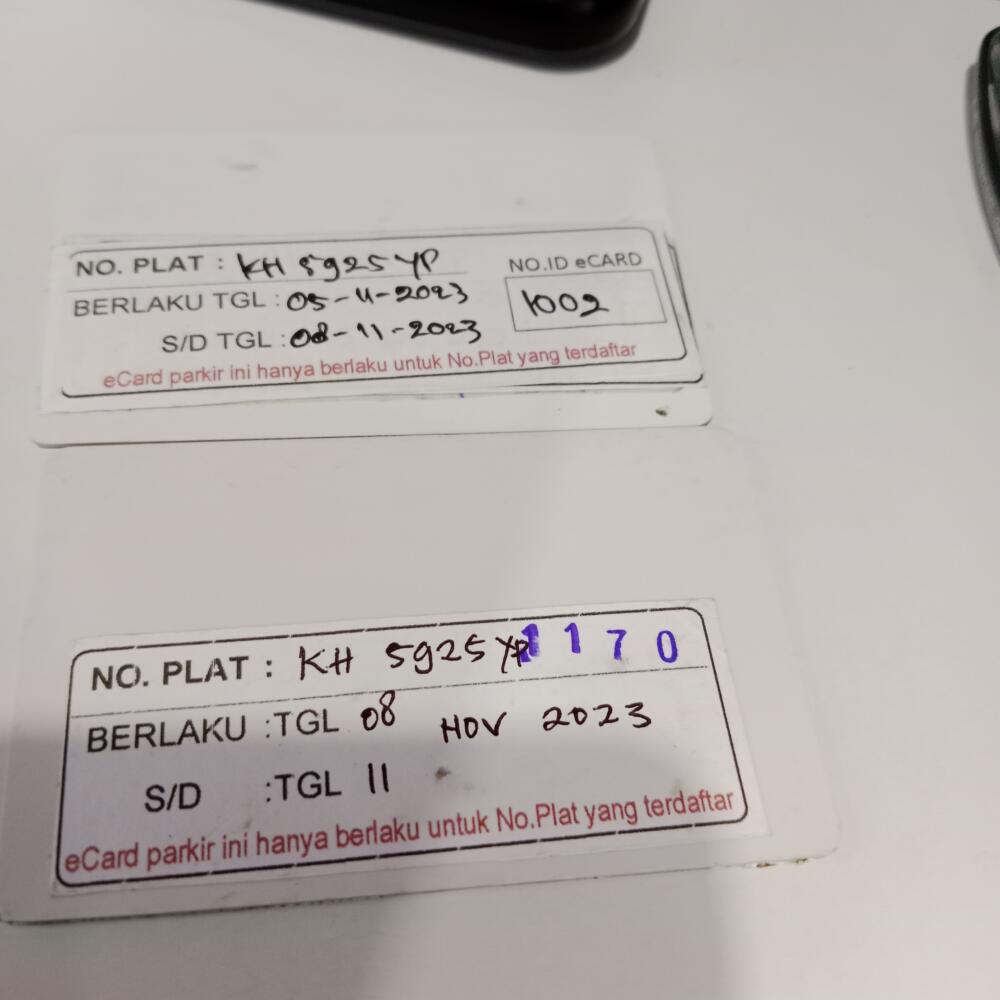 NO. PLAT : KH 5925 YP
NO.ID eCARD
BERLAKU TGL : 05-11-2023
1002
S/D TGL : 08-11-2023
eCard parkir ini hanya berlaku untuk No.Plat yang terdaftar
NO. PLAT : KH 5925 YP 1170
BERLAKU :TGL 08 NOV 2023
S/D :TGL 11
eCard parkir ini hanya berlaku untuk No.Plat yang terdaftar